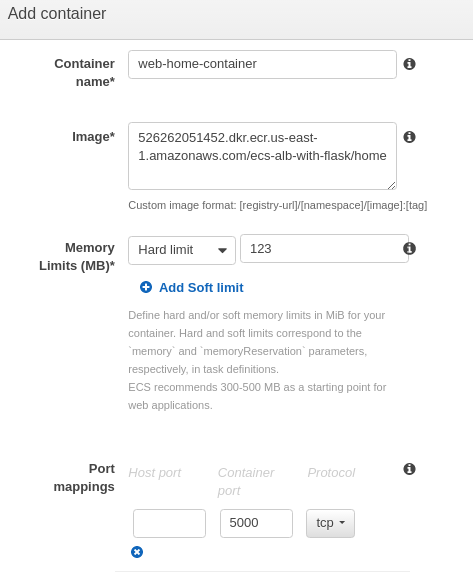 Add container
Container
name*
web-home-container
Image*
526262051452.dkr.ecr.us-east-
1.amazonaws.com/ecs-alb-with-flask/home
Custom image format: [registry-url]/[namespace]/[image]:[tag]
Memory
Limits (MB)*
Hard limit
123
Add Soft limit
Define hard and/or soft memory limits in MiB for your
container. Hard and soft limits correspond to the
`memory` and `memoryReservation` parameters,
respectively, in task definitions.
ECS recommends 300-500 MB as a starting point for
web applications.
Port
mappings
Host port
Container
port
Protocol
5000
tcp